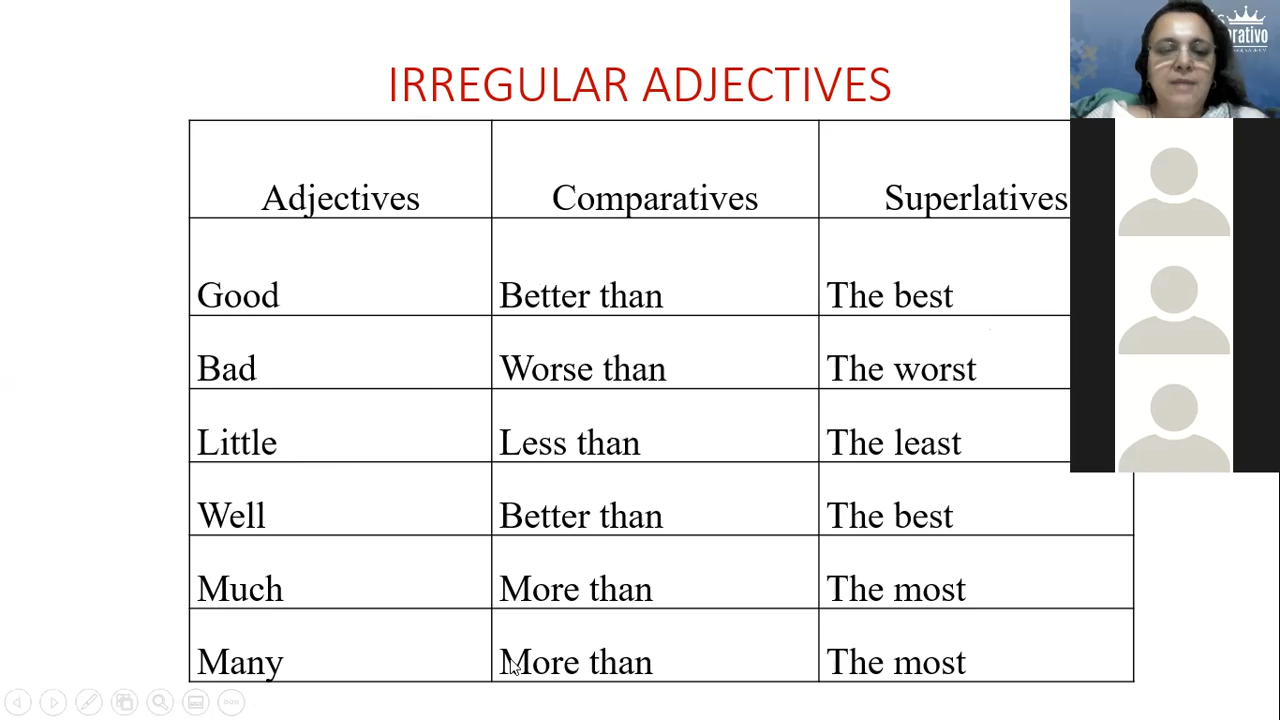 IRREGULAR ADJECTIVES
Adjectives Comparatives Superlatives
Good Better than The best
Bad Worse than The worst
Little Less than The least
Well Better than The best
Much More than The most
Many More than The most